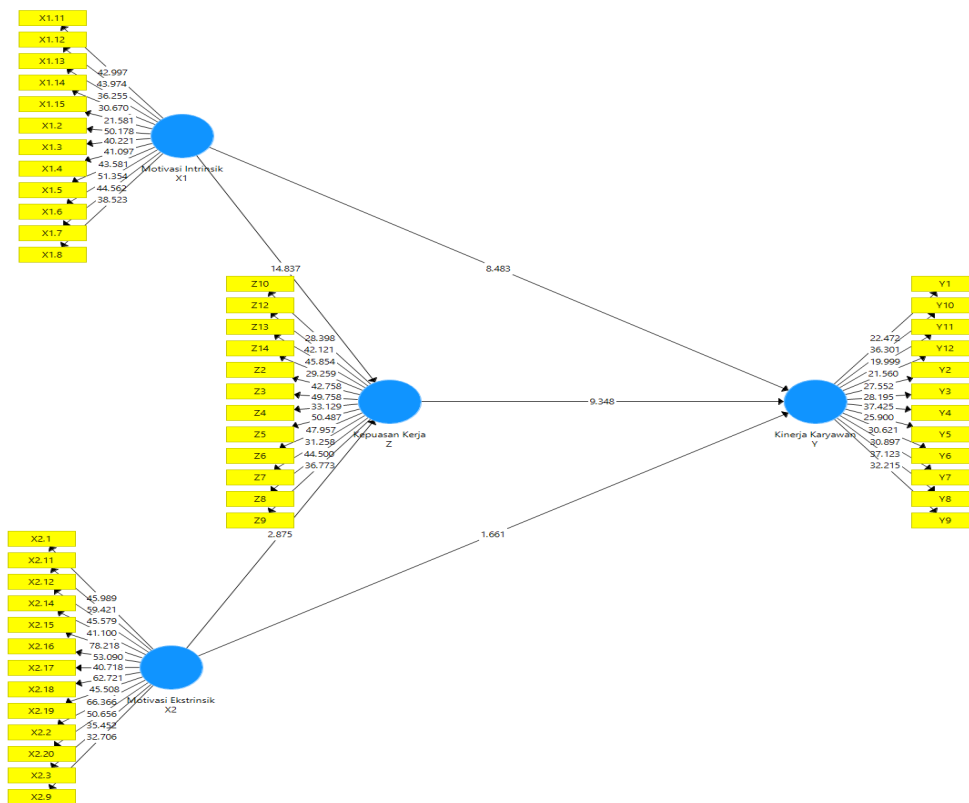 X1.11
X1.12
X1.13
X1.14
X1.15
X1.2
X1.3
X1.4
X1.5
X1.6
X1.7
X1.8
42.997
43.974
36.255
30.670
21.581
50.178
40.221
41.097
43.581
51.354
44.562
38.523
Motivasi Intrinsik
X1
14.837
8.483
Z10
Z12
Z13
Z14
Z2
Z3
Z4
Z5
Z6
Z7
Z8
Z9
28.398
42.121
45.854
29.259
42.758
49.758
33.129
50.487
47.957
31.258
44.500
36.773
Kepuasan Kerja
Z
9.348
Kinerja Karyawan
Y
22.472
36.301
19.999
21.560
27.552
28.195
37.425
25.900
30.621
30.897
37.123
32.215
Y1
Y10
Y11
Y12
Y2
Y3
Y4
Y5
Y6
Y7
Y8
Y9
2.875
1.661
X2.1
X2.11
X2.12
X2.14
X2.15
X2.16
X2.17
X2.18
X2.19
X2.2
X2.20
X2.3
X2.9
45.989
59.421
45.579
41.100
78.218
53.090
40.718
62.721
45.508
66.366
50.656
35.452
32.706
Motivasi Ekstrinsik
X2